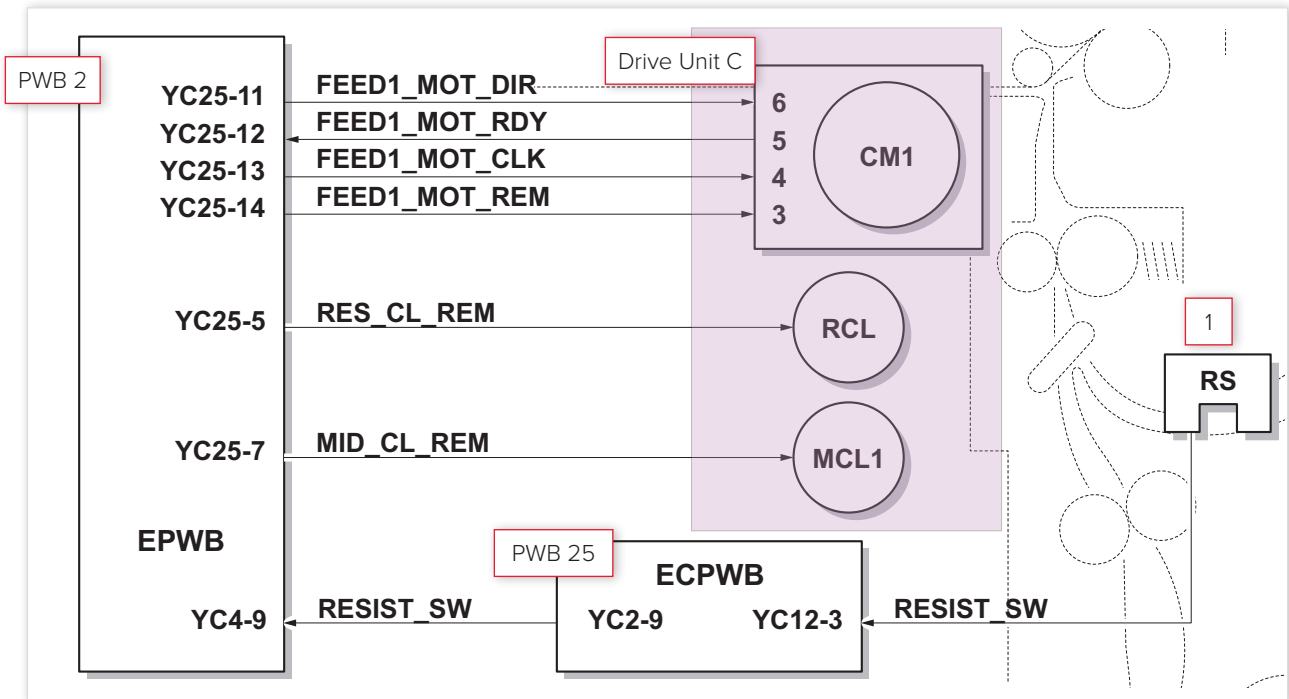 PWB 2
Drive Unit C
YC25-11 FEED1_MOT_DIR 6
YC25-12 FEED1_MOT_RDY 5
YC25-13 FEED1_MOT_CLK 4
YC25-14 FEED1_MOT_REM 3
CM1
YC25-5 RES_CL_REM RCL
1
RS
YC25-7 MID_CL_REM MCL1
EPWB
PWB 25
ECPWB
YC4-9 RESIST_SW YC2-9 YC12-3 RESIST_SW